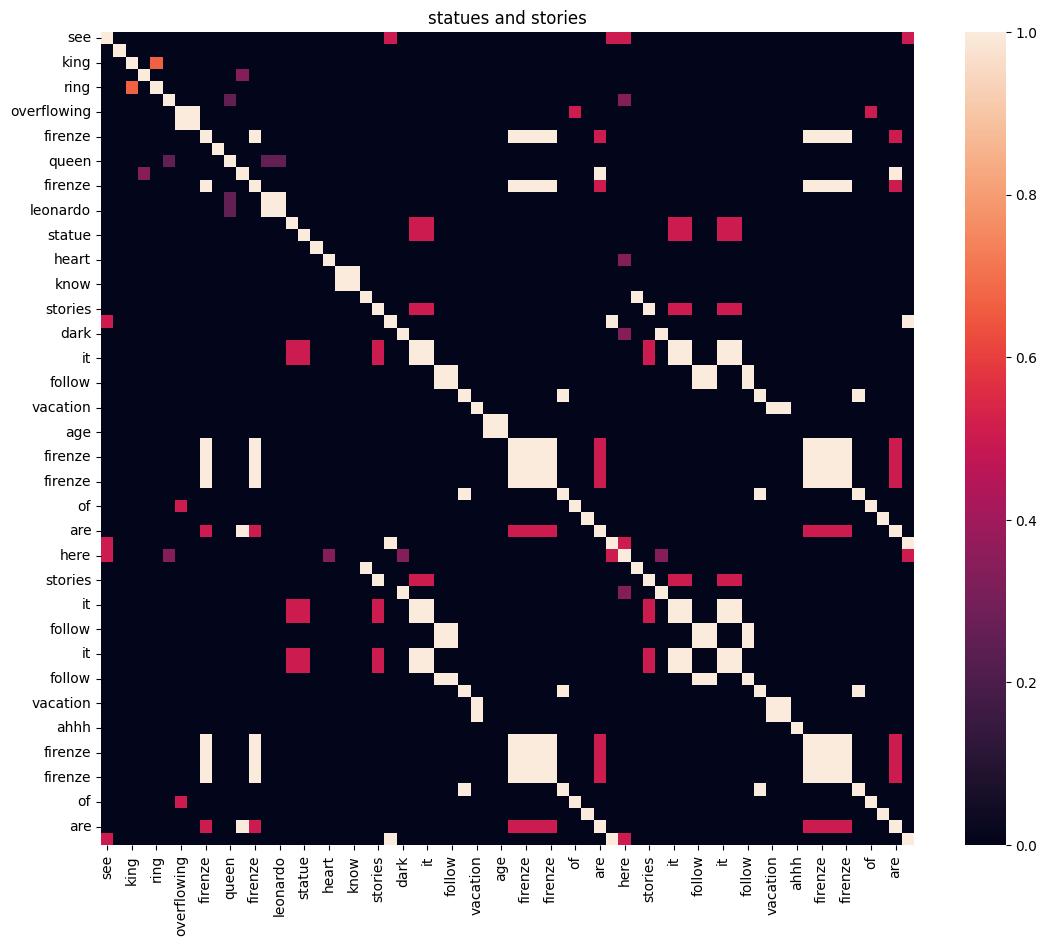 statues and stories
see
king
ring
overflowing
firenze
queen
firenze
leonardo
statue
heart
know
stories
dark
it
follow
vacation
age
firenze
firenze
of
are
here
stories
it
follow
it
follow
vacation
ahhh
firenze
firenze
of
are
see
king
ring
overflowing
firenze
queen
firenze
leonardo
statue
heart
know
stories
dark
it
follow
vacation
age
firenze
firenze
of
are
here
stories
it
follow
it
follow
vacation
ahhh
firenze
firenze
of
are
1.0
0.8
0.6
0.4
0.2
0.0